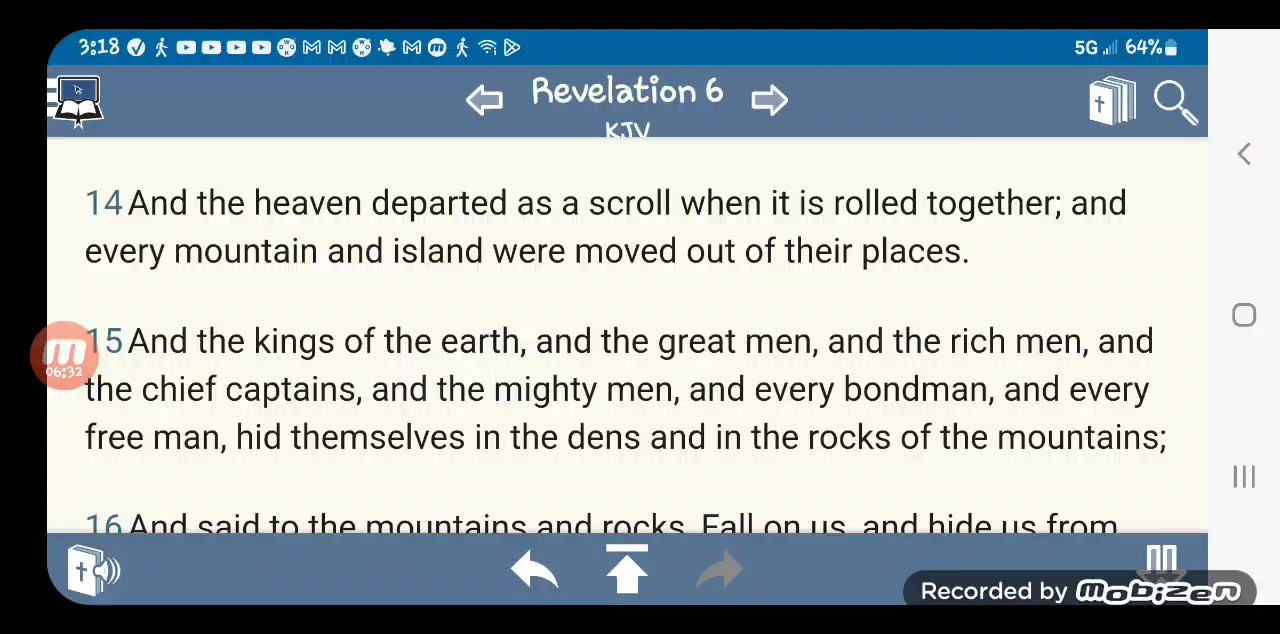 3:18
5G 64%
Revelation 6
KJV
14 And the heaven departed as a scroll when it is rolled together; and
every mountain and island were moved out of their places.
15 And the kings of the earth, and the great men, and the rich men, and
the chief captains, and the mighty men, and every bondman, and every
free man, hid themselves in the dens and in the rocks of the mountains;
06:32
16 And said to the mountains and rocks, Fall on us, and hide us from
Recorded by Mobizen